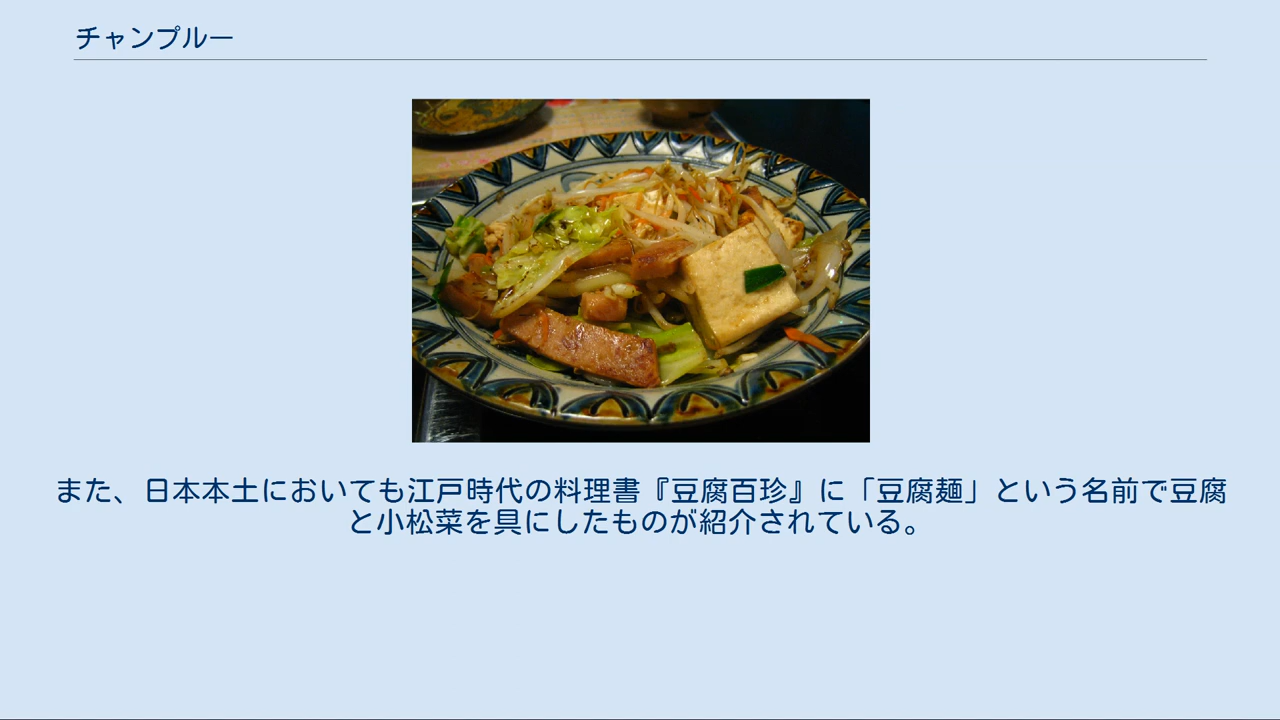 チャンプルー
また、日本本土においても江戸時代の料理書『豆腐百珍』に「豆腐麺」という名前で豆腐
と小松菜を具にしたものが紹介されている。